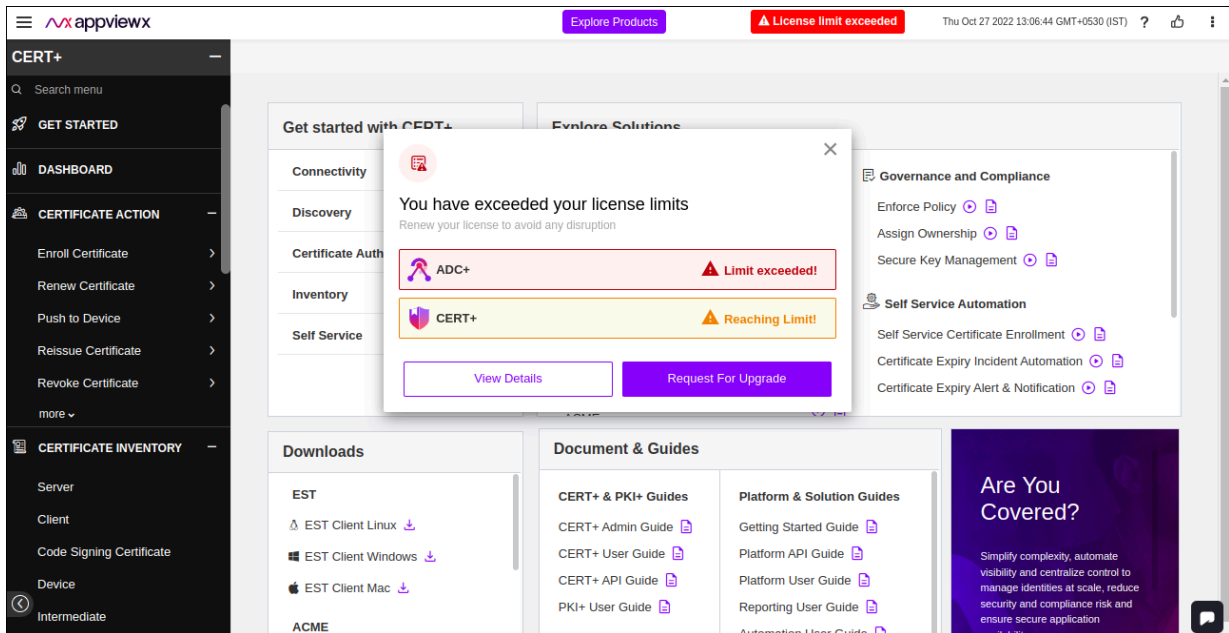 appviewx
Explore Products
License limit exceeded
Thu Oct 27 2022 13:06:44 GMT+0530 (IST)
?
CERT+
Search menu
GET STARTED
DASHBOARD
CERTIFICATE ACTION
Enroll Certificate
Renew Certificate
Push to Device
Reissue Certificate
Revoke Certificate
more
CERTIFICATE INVENTORY
Server
Client
Code Signing Certificate
Device
Intermediate
Get started with CERT+
Connectivity
Discovery
Certificate Auth
Inventory
Self Service
Explore Solutions
You have exceeded your license limits
Renew your license to avoid any disruption
ADC+
Limit exceeded!
CERT+
Reaching Limit!
View Details
Request For Upgrade
Governance and Compliance
Enforce Policy
Assign Ownership
Secure Key Management
Self Service Automation
Self Service Certificate Enrollment
Certificate Expiry Incident Automation
Certificate Expiry Alert & Notification
Downloads
EST
EST Client Linux
EST Client Windows
EST Client Mac
ACME
Document & Guides
CERT+ & PKI+ Guides
CERT+ Admin Guide
CERT+ User Guide
CERT+ API Guide
PKI+ User Guide
Platform & Solution Guides
Getting Started Guide
Platform API Guide
Platform User Guide
Reporting User Guide
Automation User Guide
Are You
Covered?
Simplify complexity, automate
visibility and centralize control to
manage identities at scale, reduce
security and compliance risk and
ensure secure application